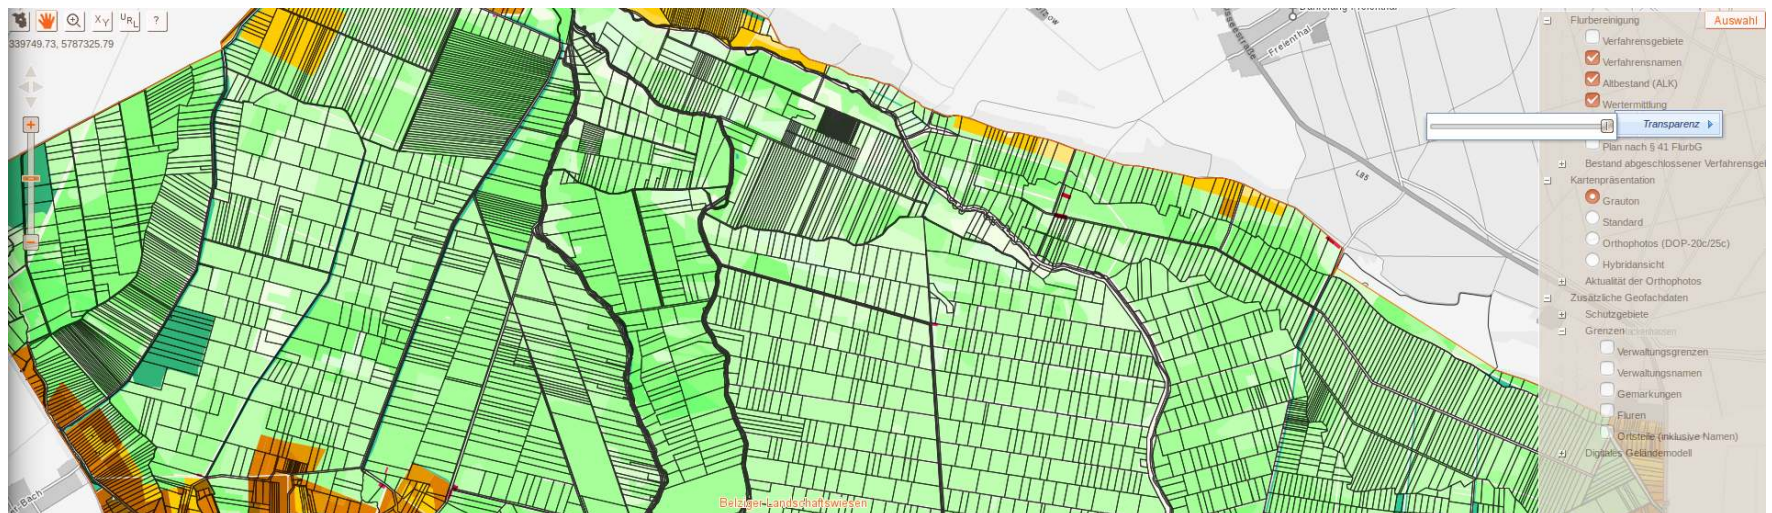 X Y
U R L
?
339749.73, 5787325.79
Freienthal
L85
Bach
Belziger Landschaftswiesen
Auswahl
Flurbereinigung
Verfahrensgebiete
Verfahrensnamen
Altbestand (ALK)
Wertermittlung
Transparenz
Plan nach § 41 FlurbG
Bestand abgeschlossener Verfahrensgel
Kartenpräsentation
Grauton
Standard
Orthophotos (DOP-20c/25c)
Hybridansicht
Aktualität der Orthophotos
Zusätzliche Geofachdaten
Schutzgebiete
Grenzen
Verwaltungsgrenzen
Verwaltungsnamen
Gemarkungen
Fluren
Ortsteile (inklusive Namen)
Digitales Geländemodell